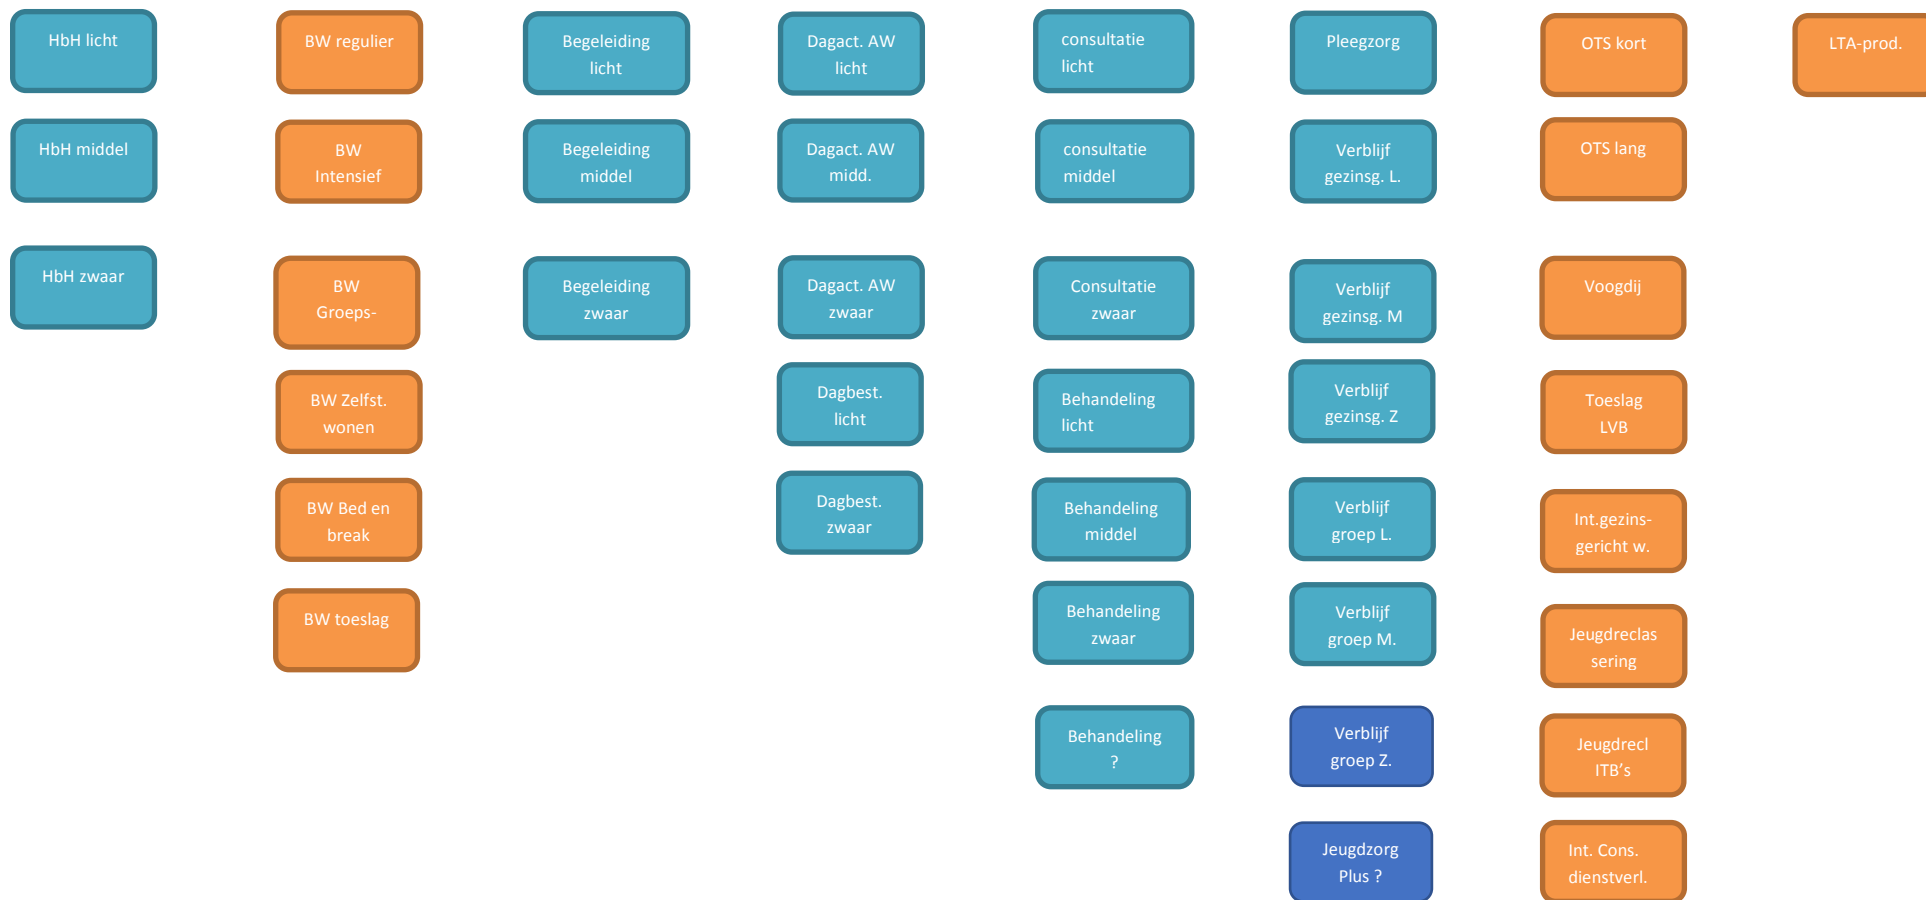 HbH licht
HbH middel
HbH zwaar
BW regulier
BW
Intensief
BW
Groeps-
BW Zelfst.
wonen
BW Bed en
break
BW toeslag
Begeleiding
licht
Begeleiding
middel
Begeleiding
zwaar
Dagact. AW
licht
Dagact. AW
midd.
Dagact. AW
zwaar
Dagbest.
licht
Dagbest.
zwaar
consultatie
licht
consultatie
middel
Consultatie
zwaar
Behandeling
licht
Behandeling
middel
Behandeling
zwaar
Behandeling
?
Pleegzorg
Verblijf
gezinsg. L.
Verblijf
gezinsg. M
Verblijf
gezinsg. Z
Verblijf
groep L.
Verblijf
groep M.
Verblijf
groep Z.
Jeugdzorg
Plus ?
OTS kort
OTS lang
Voogdij
Toeslag
LVB
Int.gezins-
gericht w.
Jeugdreclas
sering
Jeugdrecl
ITB’s
Int. Cons.
dienstverl.
LTA-prod.